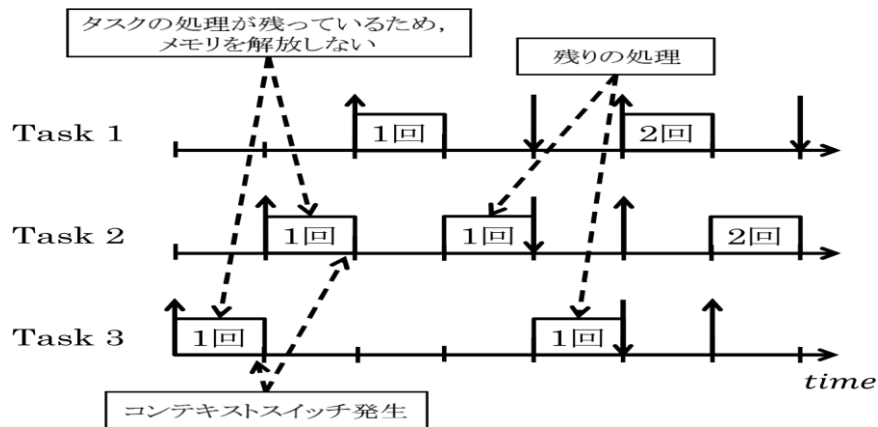 タスクの処理が残っているため,
メモリを解放しない
残りの処理
Task 1
1回
2回
Task 2
1回
1回
2回
Task 3
1回
1回
time
コンテキストスイッチ発生